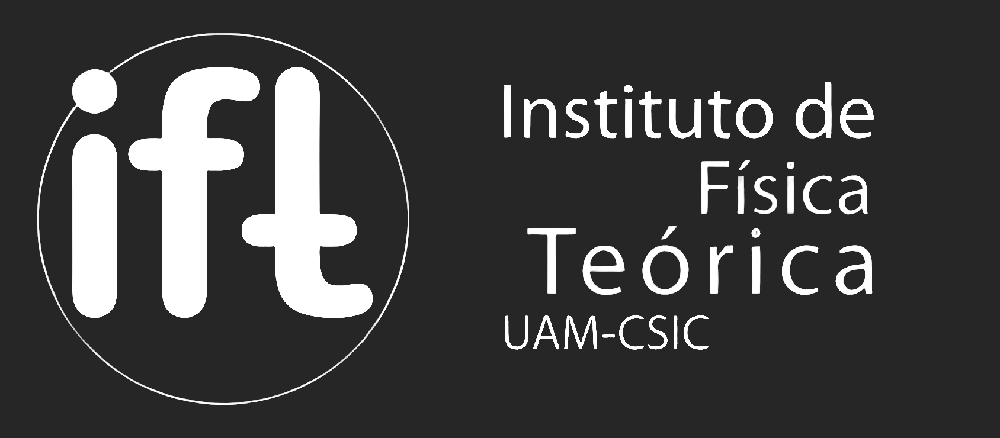 ift
Instituto de
Física
Teórica
UAM-CSIC